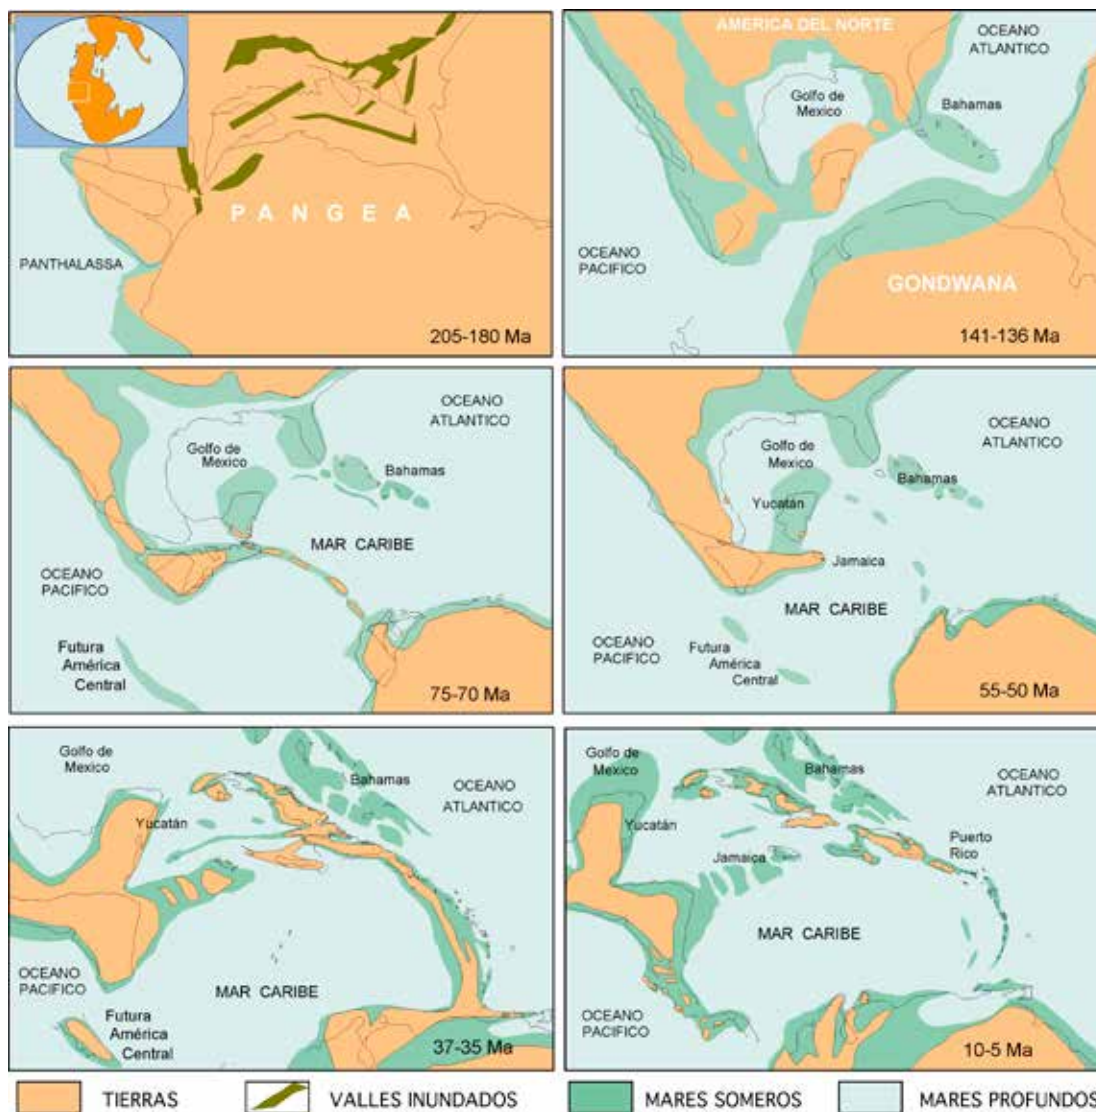 PANGEA
PANTHALASSA
205-180 Ma
AMERICA DEL NORTE
OCEANO
ATLANTICO
Golfo de
Mexico
Bahamas
OCEANO
PACIFICO
GONDWANA
141-136 Ma
OCEANO
ATLANTICO
Golfo de
Mexico
Bahamas
MAR CARIBE
OCEANO
PACIFICO
Futura
América
Central
75-70 Ma
OCEANO
ATLANTICO
Golfo de
Mexico
Bahamas
Yucatán
Jamaica
MAR CARIBE
OCEANO
PACIFICO
Futura
América
Central
55-50 Ma
Golfo de
Mexico
Bahamas
OCEANO
ATLANTICO
Yucatán
OCEANO
PACIFICO
MAR CARIBE
Futura
América
Central
37-35 Ma
Golfo de
Mexico
Bahamas
OCEANO
ATLANTICO
Yucatán
Puerto
Rico
Jamaica
MAR CARIBE
OCEANO
PACIFICO
10-5 Ma
TIERRAS
VALLES INUNDADOS
MARES SOMEROS
MARES PROFUNDOS